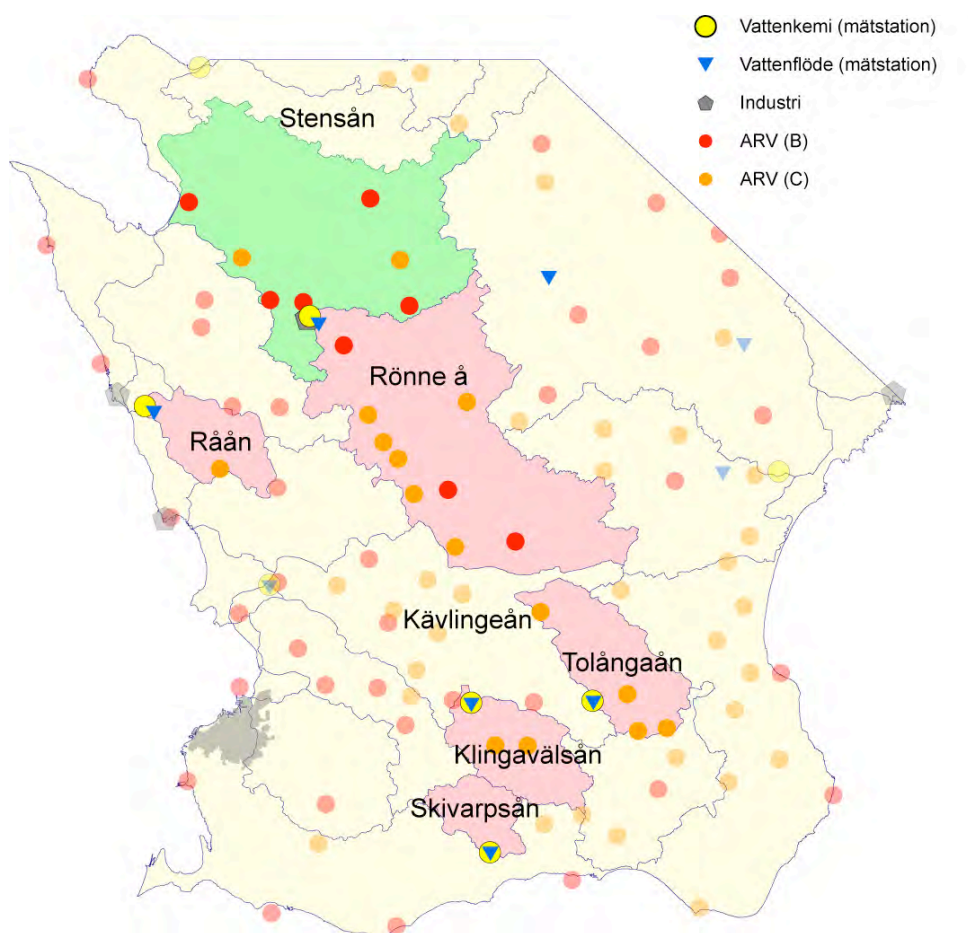 Vattenkemi (mätstation)
Vattenflöde (mätstation)
Industri
ARV (B)
ARV (C)
Stensån
Rönne å
Råån
Kävlingeån
Tolångaån
Klingavälsån
Skivarpsån